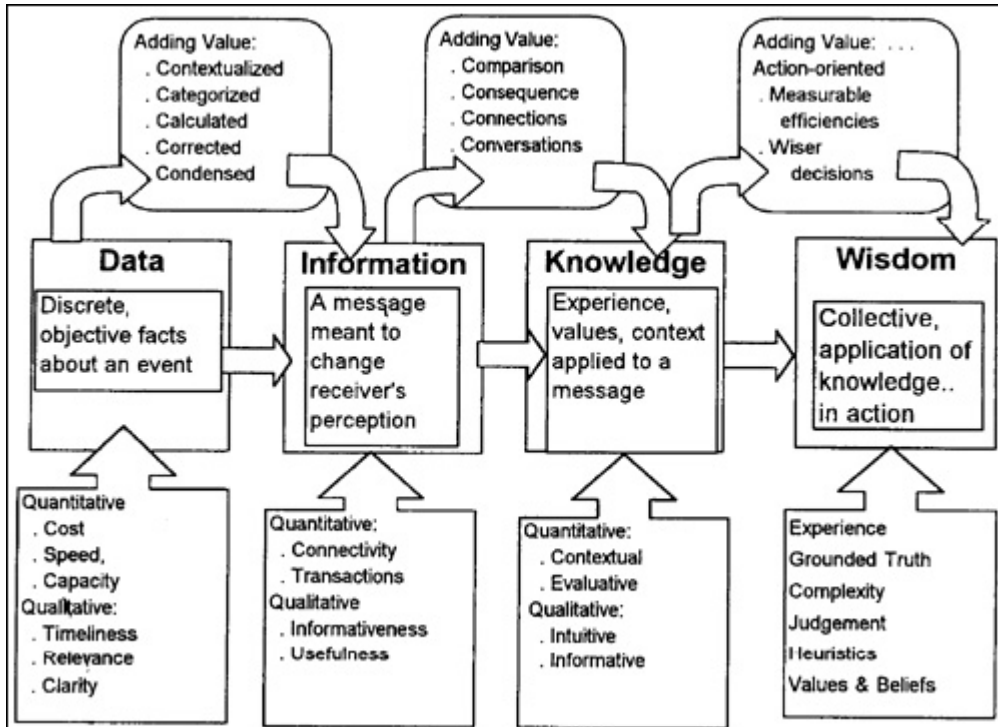 Adding Value:
. Contextualized
. Categorized
. Calculated
. Corrected
. Condensed
Adding Value:
. Comparison
. Consequence
. Connections
. Conversations
Adding Value: . . .
Action-oriented
. Measurable
efficiencies
. Wiser
decisions
Data
Discrete,
objective facts
about an event
Information
A message
meant to
change
receiver's
perception
Knowledge
Experience,
values, context
applied to a
message
Wisdom
Collective,
application of
knowledge..
in action
Quantitative
. Cost
. Speed,
. Capacity
Qualitative:
. Timeliness
. Relevance
. Clarity
Quantitative:
. Connectivity
. Transactions
Qualitative
. Informativeness
. Usefulness
Quantitative:
. Contextual
. Evaluative
Qualitative:
. Intuitive
. Informative
Experience
Grounded Truth
Complexity
Judgement
Heuristics
Values & Beliefs